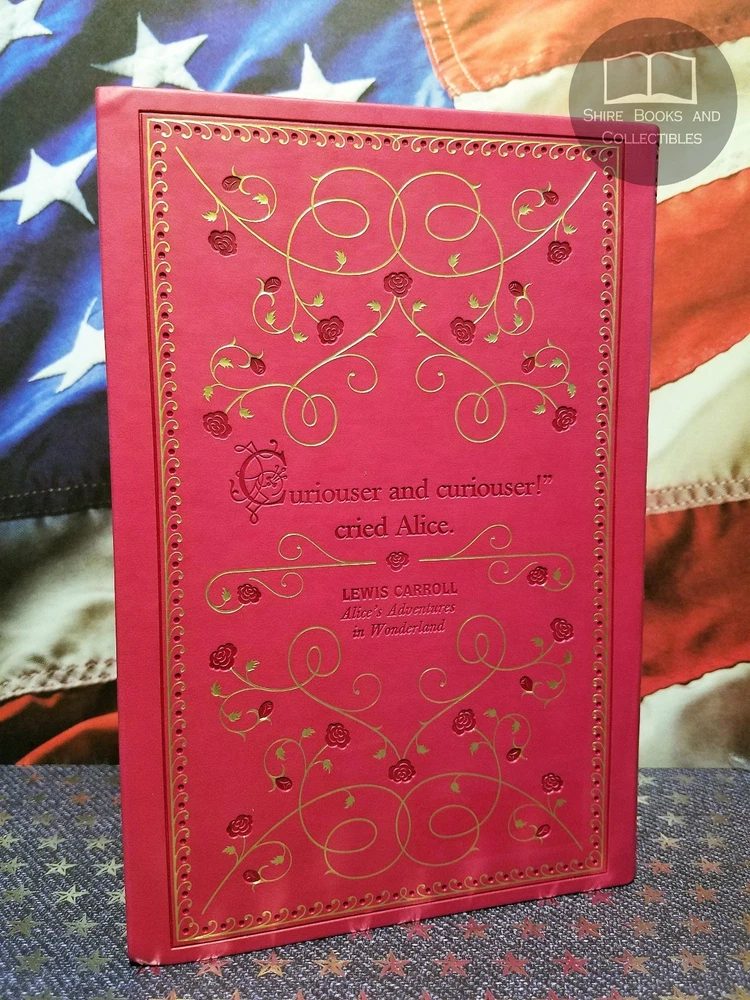 Shire Books and
Collectibles
Curiouser and curiouser!”
cried Alice.
LEWIS CARROLL
Alice's Adventures
in Wonderland